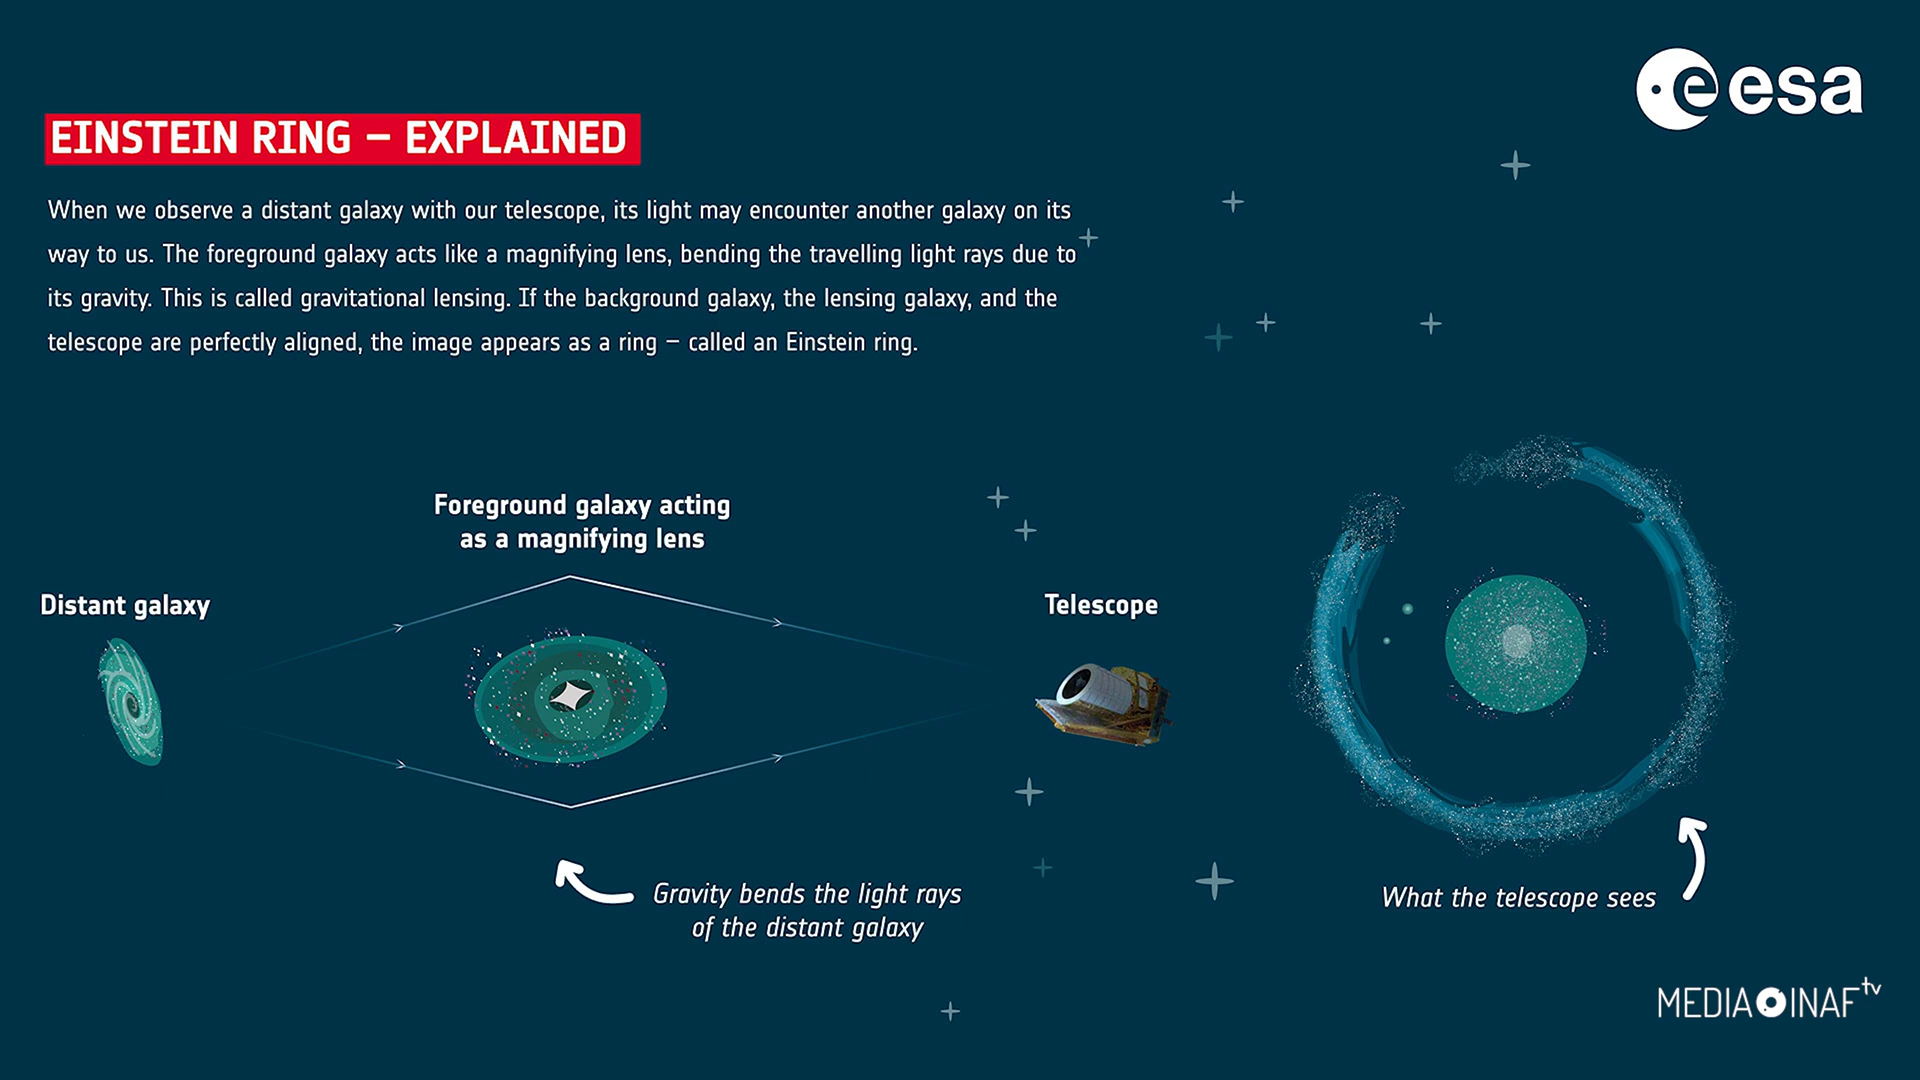 esa
EINSTEIN RING – EXPLAINED
When we observe a distant galaxy with our telescope, its light may encounter another galaxy on its
way to us. The foreground galaxy acts like a magnifying lens, bending the travelling light rays due to
its gravity. This is called gravitational lensing. If the background galaxy, the lensing galaxy, and the
telescope are perfectly aligned, the image appears as a ring – called an Einstein ring.
Foreground galaxy acting
as a magnifying lens
Distant galaxy
Telescope
Gravity bends the light rays
of the distant galaxy
What the telescope sees
MEDIA INAF tv